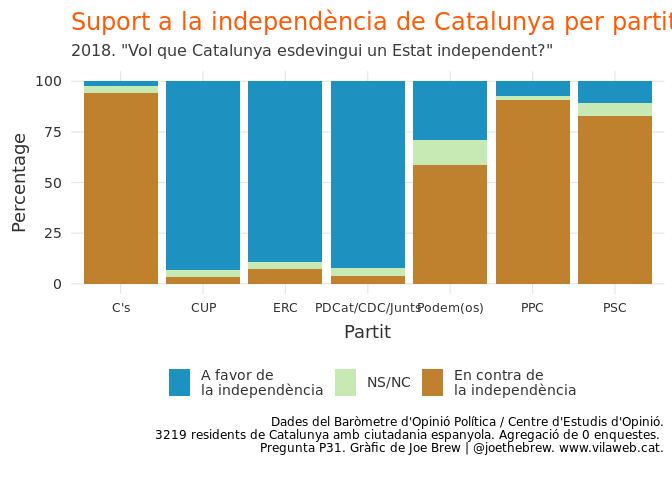 Suport a la independència de Catalunya per partit
2018. "Vol que Catalunya esdevingui un Estat independent?"
Percentage
100
75
50
25
0
C's CUP ERC PDCat/CDC/Junts Podem(os) PPC PSC
Partit
A favor de
la independència
NS/NC
En contra de
la independència
Dades del Baròmetre d'Opinió Política / Centre d'Estudis d'Opinió.
3219 residents de Catalunya amb ciutadania espanyola. Agregació de 0 enquestes.
Pregunta P31. Gràfic de Joe Brew | @joethebrew. www.vilaweb.cat.